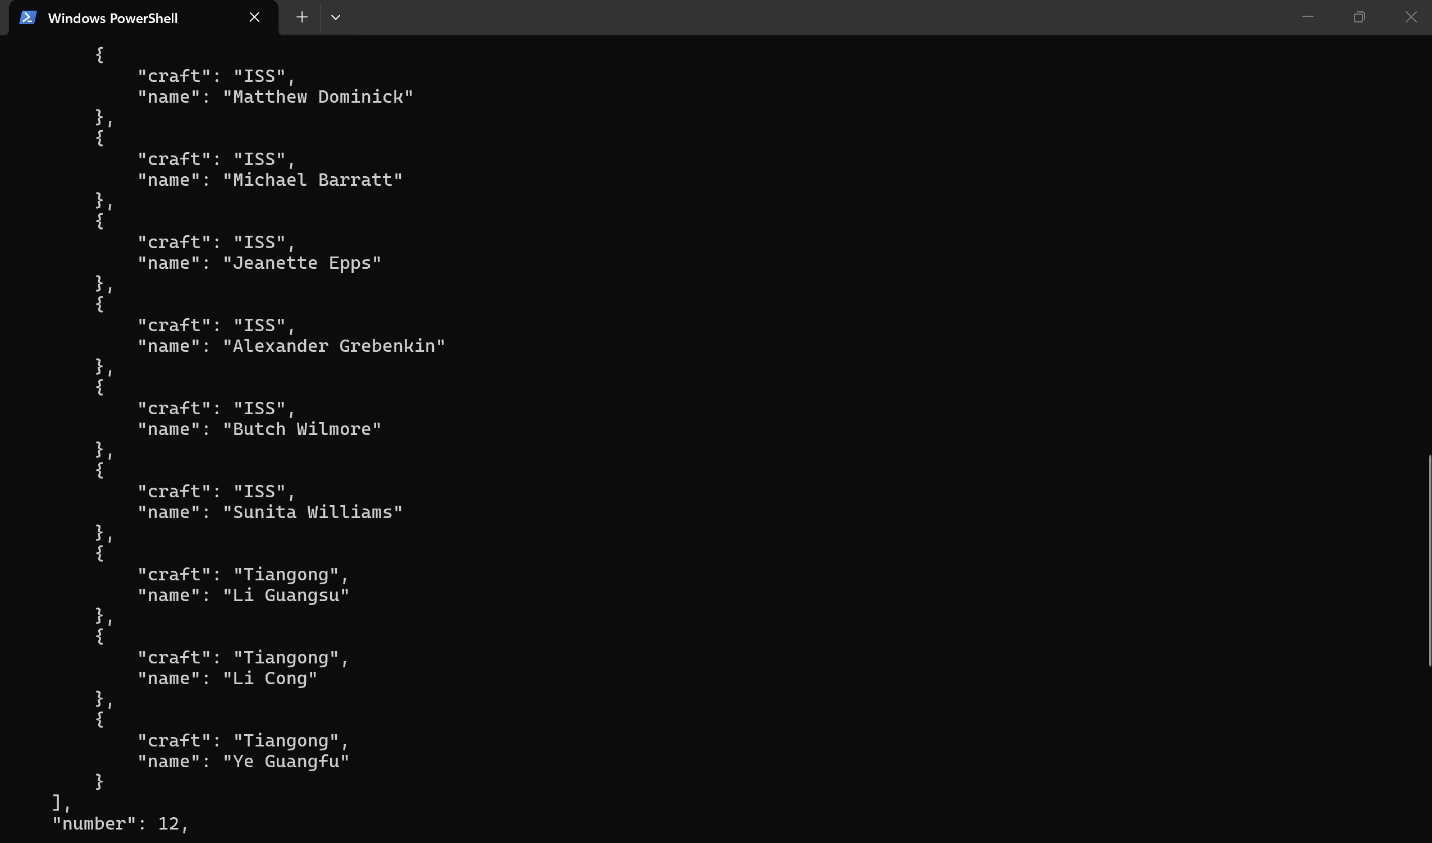 Windows PowerShell
{
"craft": "ISS",
"name": "Matthew Dominick"
},
{
"craft": "ISS",
"name": "Michael Barratt"
},
{
"craft": "ISS",
"name": "Jeanette Epps"
},
{
"craft": "ISS",
"name": "Alexander Grebenkin"
},
{
"craft": "ISS",
"name": "Butch Wilmore"
},
{
"craft": "ISS",
"name": "Sunita Williams"
},
{
"craft": "Tiangong",
"name": "Li Guangsu"
},
{
"craft": "Tiangong",
"name": "Li Cong"
},
{
"craft": "Tiangong",
"name": "Ye Guangfu"
}
],
"number": 12,